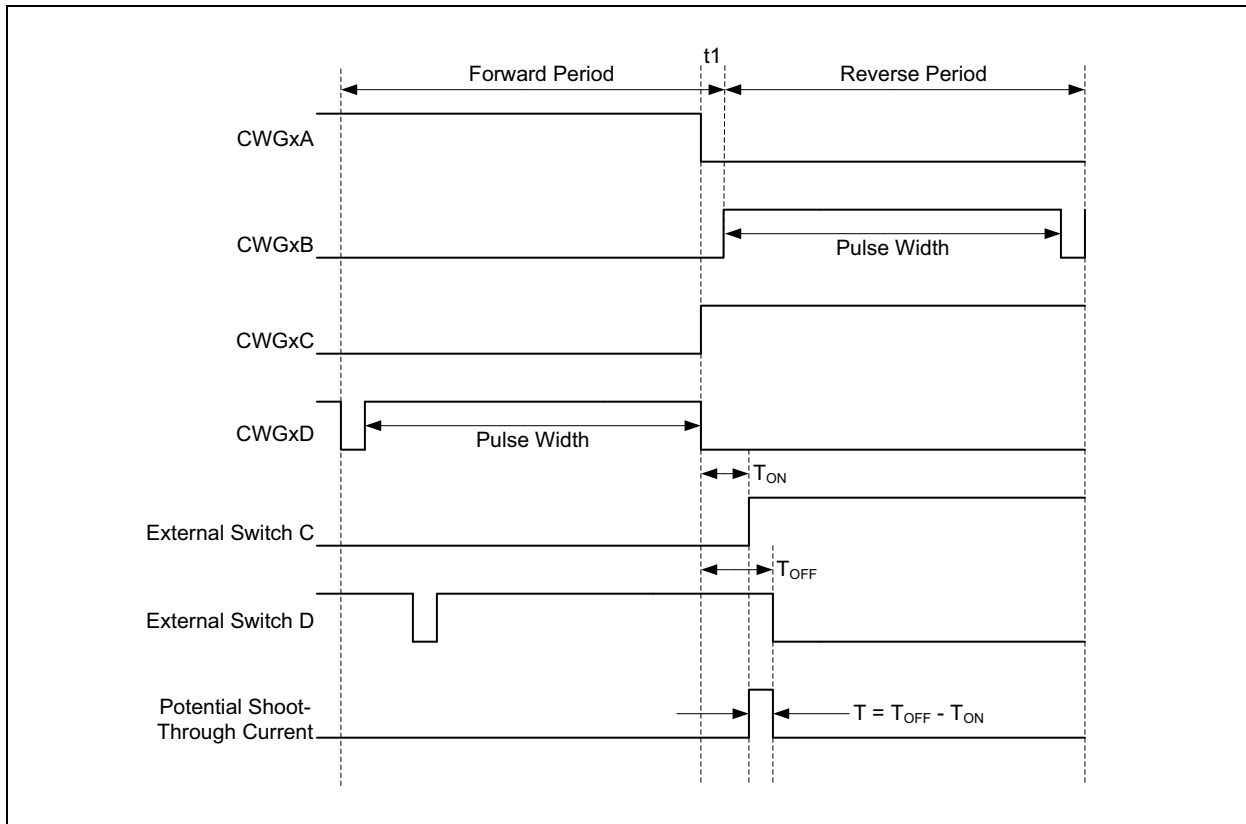 t1
Forward Period
Reverse Period
CWGxA
CWGxB
Pulse Width
CWGxC
CWGxD
Pulse Width
TON
External Switch C
TOFF
External Switch D
Potential Shoot-
Through Current
T = TOFF - TON